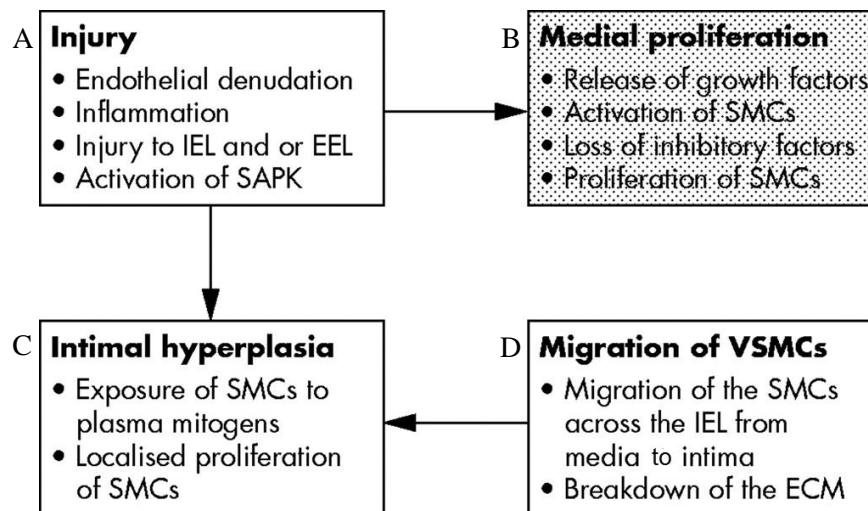 A
Injury
• Endothelial denudation
• Inflammation
• Injury to IEL and or EEL
• Activation of SAPK
B
Medial proliferation
• Release of growth factors
• Activation of SMCs
• Loss of inhibitory factors
• Proliferation of SMCs
C
Intimal hyperplasia
• Exposure of SMCs to
plasma mitogens
• Localised proliferation
of SMCs
D
Migration of VSMCs
• Migration of the SMCs
across the IEL from
media to intima
• Breakdown of the ECM